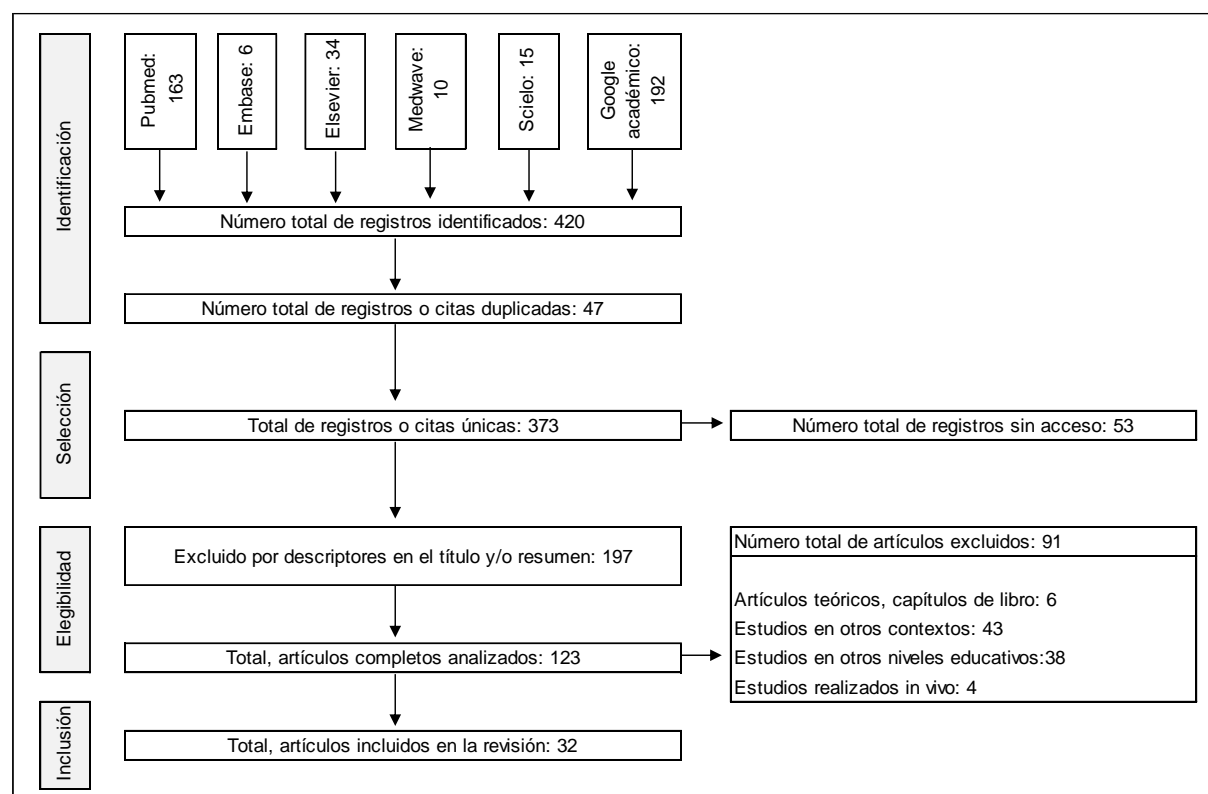 Identificación
Pubmed:
163
Embase: 6
Elsevier: 34
Medwave:
10
Scielo: 15
Google
académico:
192
Número total de registros identificados: 420
Número total de registros o citas duplicadas: 47
Selección
Total de registros o citas únicas: 373
Número total de registros sin acceso: 53
Elegibilidad
Excluido por descriptores en el título y/o resumen: 197
Total, artículos completos analizados: 123
Número total de artículos excluidos: 91
Artículos teóricos, capítulos de libro: 6
Estudios en otros contextos: 43
Estudios en otros niveles educativos:38
Estudios realizados in vivo: 4
Inclusión
Total, artículos incluidos en la revisión: 32